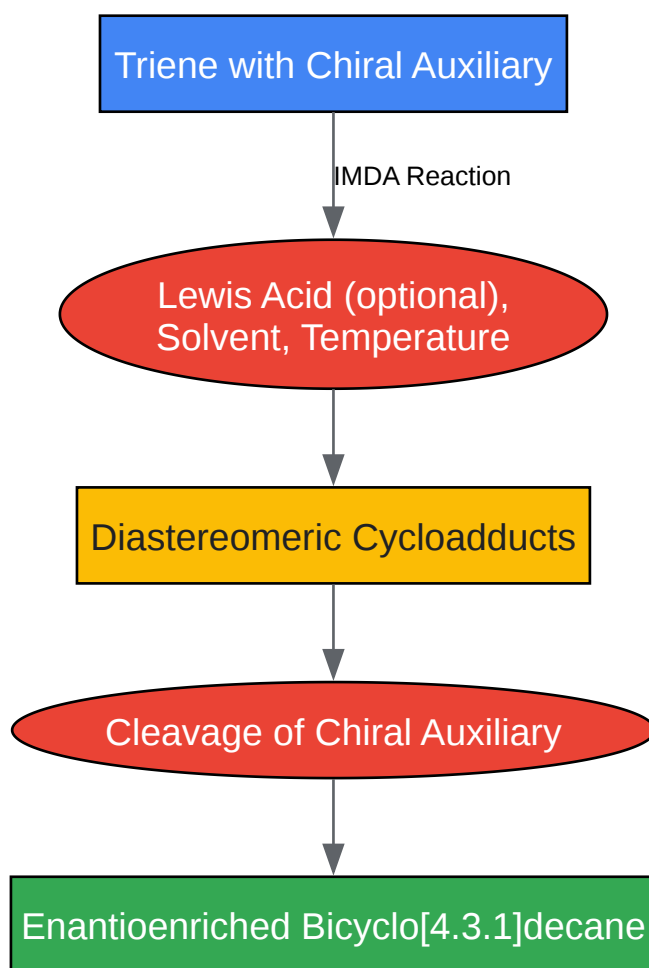 Triene with Chiral Auxiliary
IMDA Reaction
Lewis Acid (optional),
Solvent, Temperature
Diastereomeric Cycloadducts
Cleavage of Chiral Auxiliary
Enantioenriched Bicyclo[4.3.1]decane